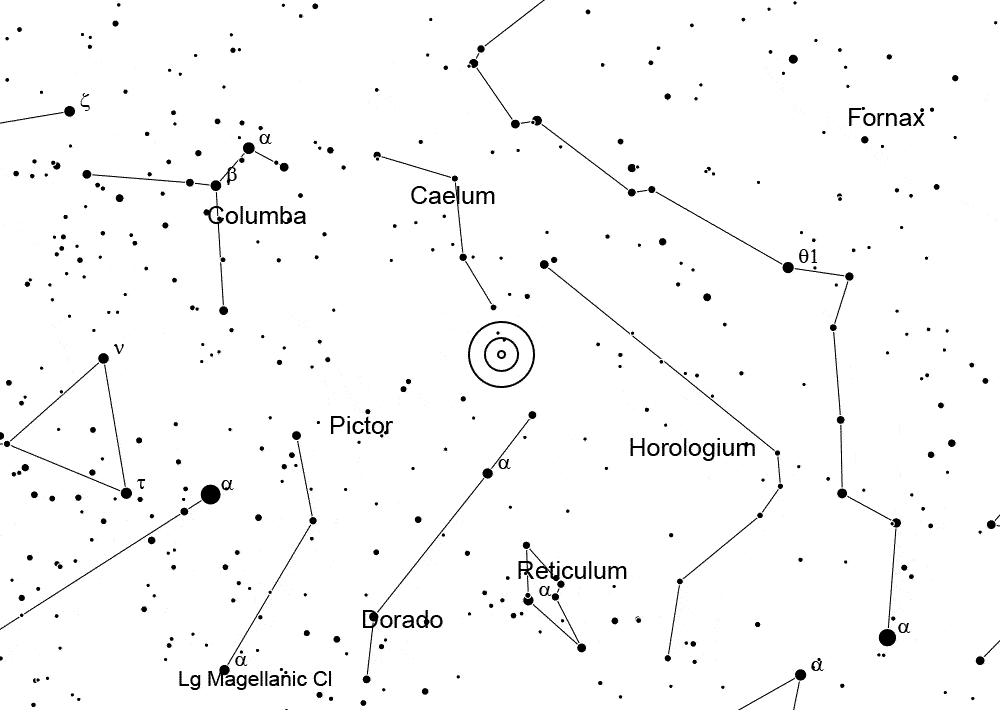 ζ
Fornax
α
β
Caelum
Columba
θ1
ν
Pictor
Horologium
α
τ
α
Reticulum
α
Dorado
α
α
α
Lg Magellanic Cl